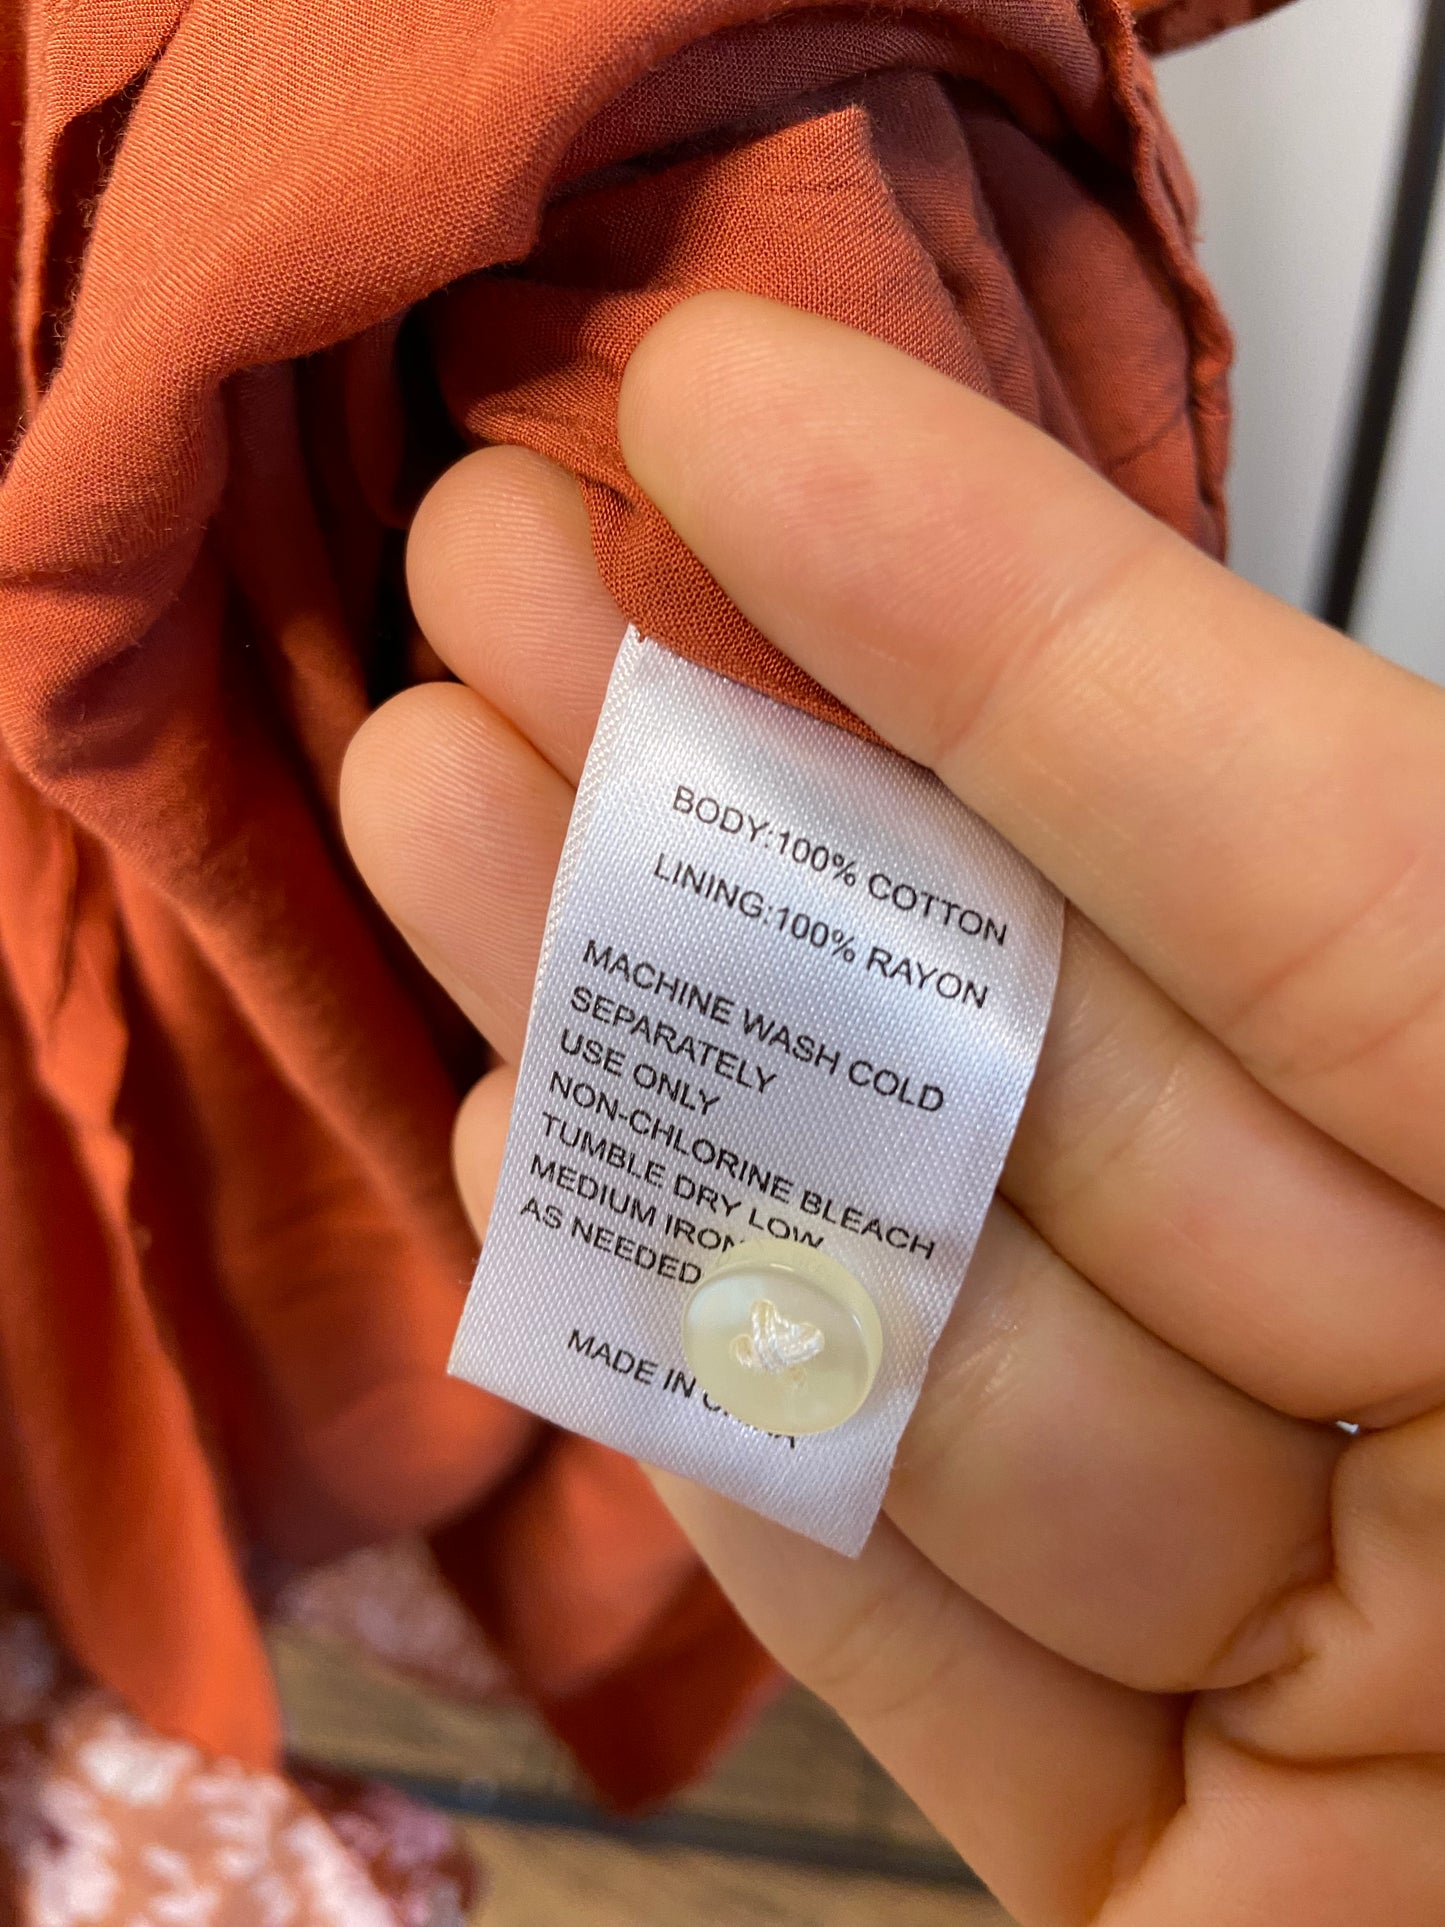 BODY:100% COTTON
LINING:100% RAYON
MACHINE WASH COLD
SEPARATELY
USE ONLY
NON-CHLORINE BLEACH
TUMBLE DRY LOW
MEDIUM IRON
AS NEEDED
MADE IN